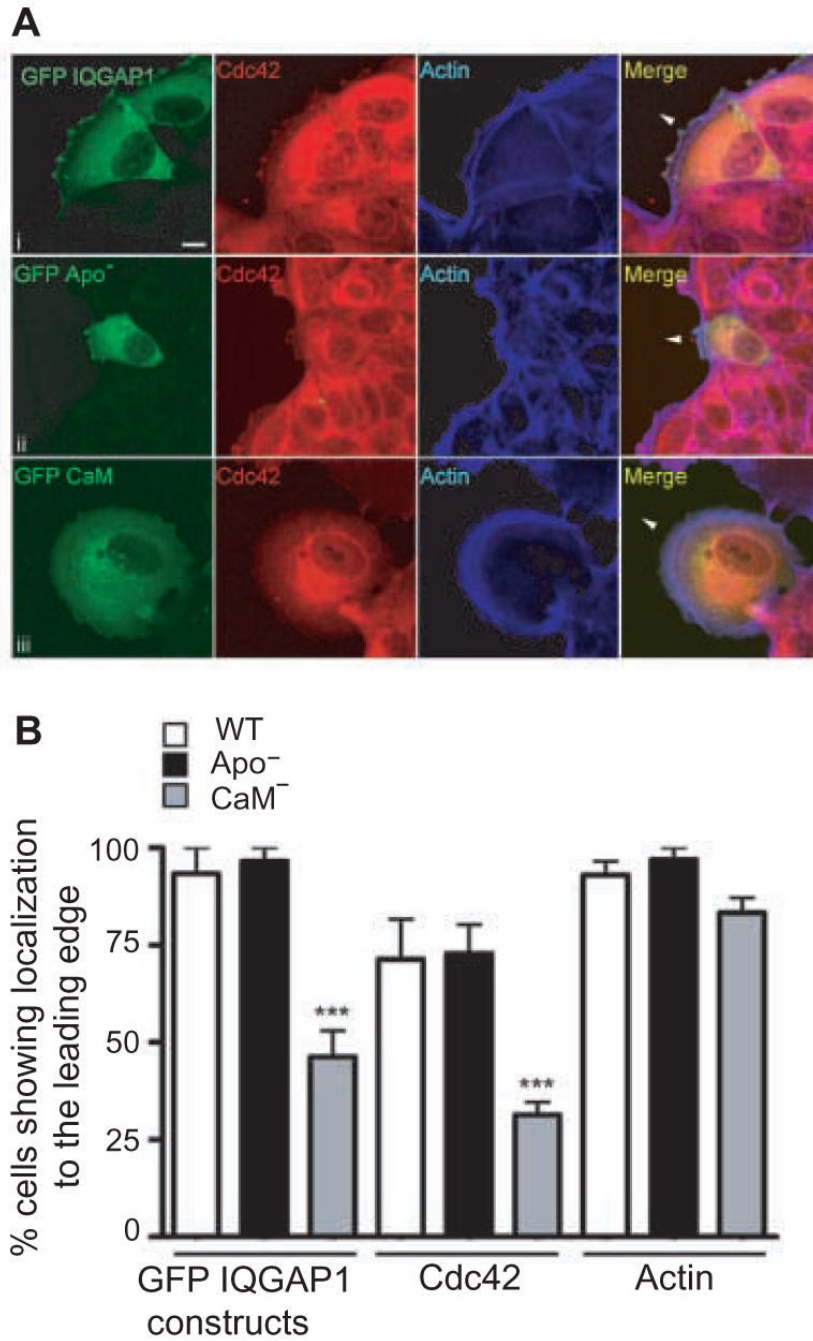 A
GFP IQGAP1 Cdc42 Actin Merge
i
GFP Apo⁻ Cdc42 Actin Merge
ii
GFP CaM Cdc42 Actin Merge
iii
B
WT
Apo⁻
CaM⁻
% cells showing localization
to the leading edge
100
75
50
25
0
***
***
GFP IQGAP1
constructs
Cdc42
Actin